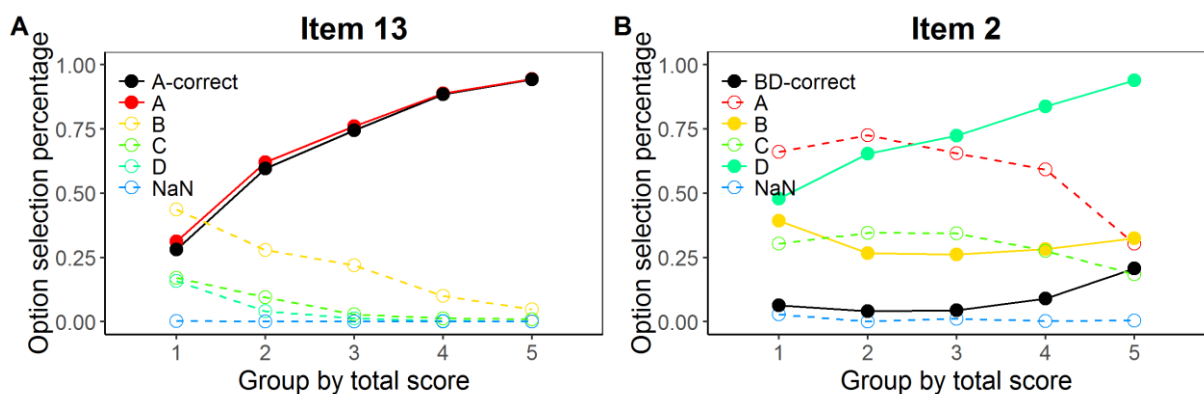 A
Item 13
Option selection percentage
1.00
0.75
0.50
0.25
0.00
A-correct
A
B
C
D
NaN
1 2 3 4 5
Group by total score
B
Item 2
Option selection percentage
1.00
0.75
0.50
0.25
0.00
BD-correct
A
B
C
D
NaN
1 2 3 4 5
Group by total score